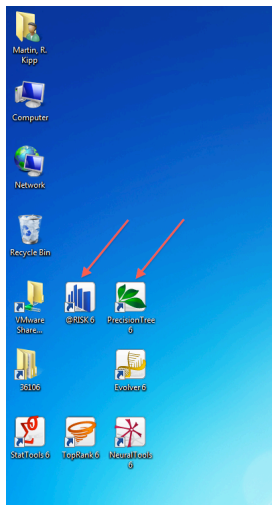 Martin, R.
Kipp
Computer
Network
Recycle Bin
VMware
Share...
@RISK 6
PrecisionTree
6
36106
Evolver 6
StatTools 6
TopRank 6
NeuralTools
6